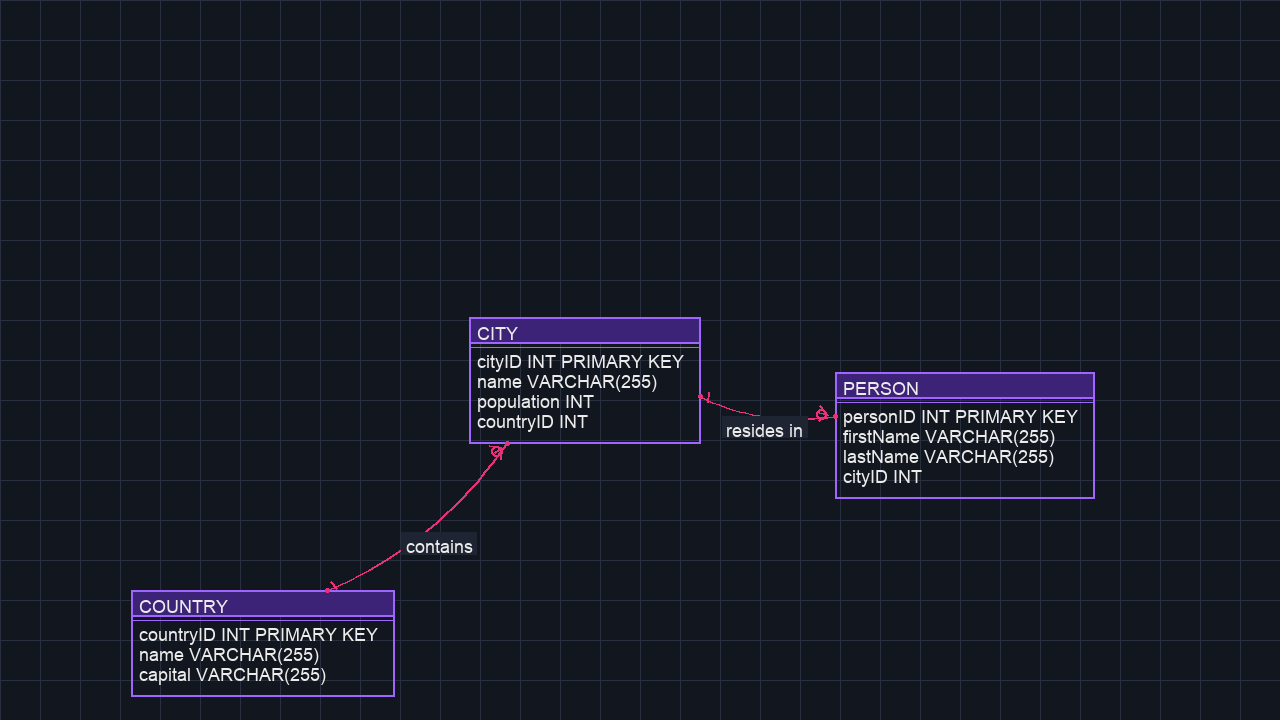 CITY
cityID INT PRIMARY KEY
name VARCHAR(255)
population INT
countryID INT
PERSON
personID INT PRIMARY KEY
firstName VARCHAR(255)
lastName VARCHAR(255)
cityID INT
resides in
contains
COUNTRY
countryID INT PRIMARY KEY
name VARCHAR(255)
capital VARCHAR(255)